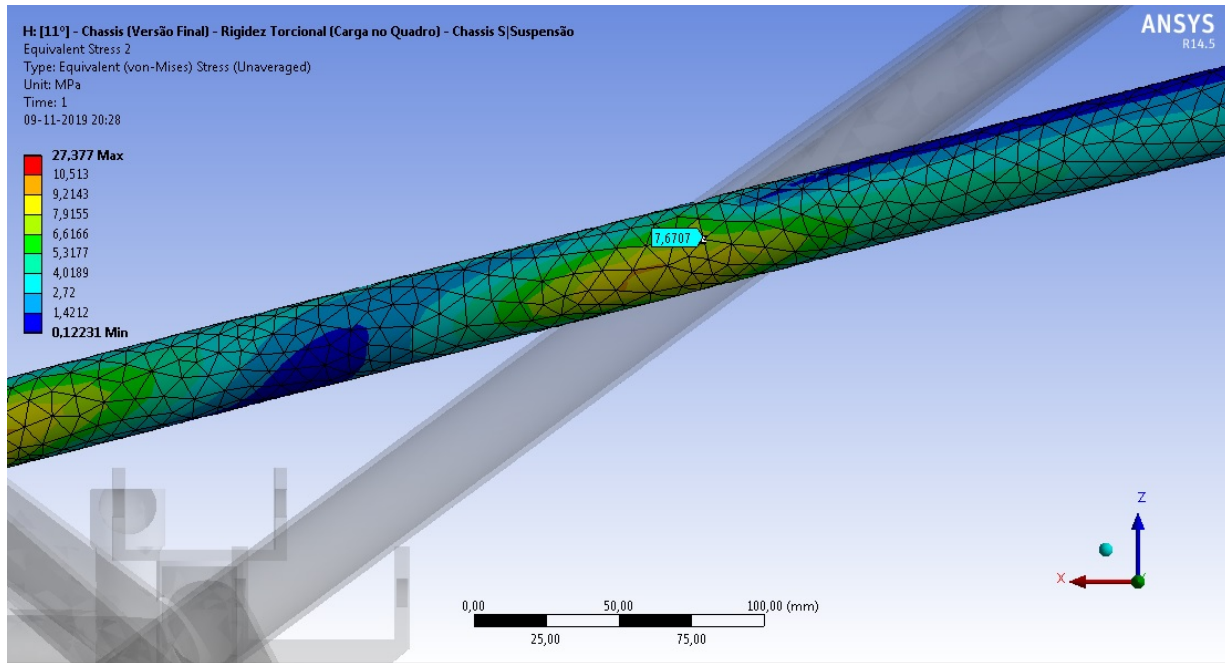 H: [11º] - Chassis (Versão Final) - Rigidez Torcional (Carga no Quadro) - Chassis S|Suspensão
Equivalent Stress 2
Type: Equivalent (von-Mises) Stress (Unaveraged)
Unit: MPa
Time: 1
09-11-2019 20:28
ANSYS
R14.5
27,377 Max
10,513
9,2143
7,9155
6,6166
5,3177
4,0189
2,72
1,4212
0,12231 Min
7,6707
Z
X
0,00 50,00 100,00 (mm)
25,00 75,00